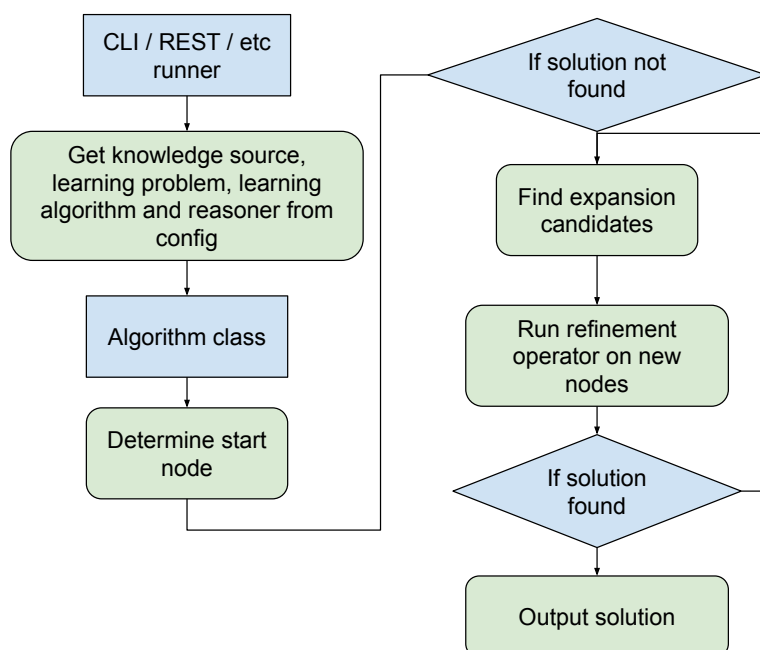 CLI / REST / etc
runner
Get knowledge source,
learning problem, learning
algorithm and reasoner from
config
Algorithm class
Determine start
node
If solution not
found
Find expansion
candidates
Run refinement
operator on new
nodes
If solution
found
Output solution